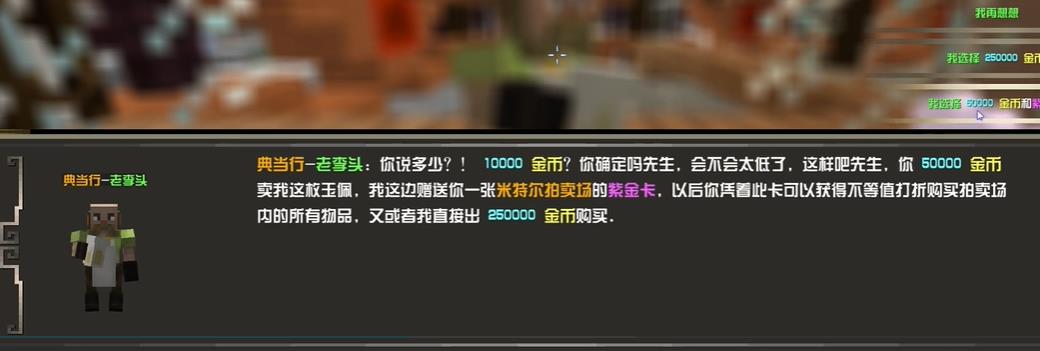 我再想想
我选择 250000 金币
我选择 50000 金币和紫
典当行-老李头：你说多少？！ 10000 金币？你确定吗先生，会不会太低了，这样吧先生，你 50000 金币
卖我这枚玉佩，我这边赠送你一张米特尔拍卖场的紫金卡，以后你凭着此卡可以获得不等值打折购买拍卖场
内的所有物品，又或者我直接出 250000 金币购买.
典当行-老李头